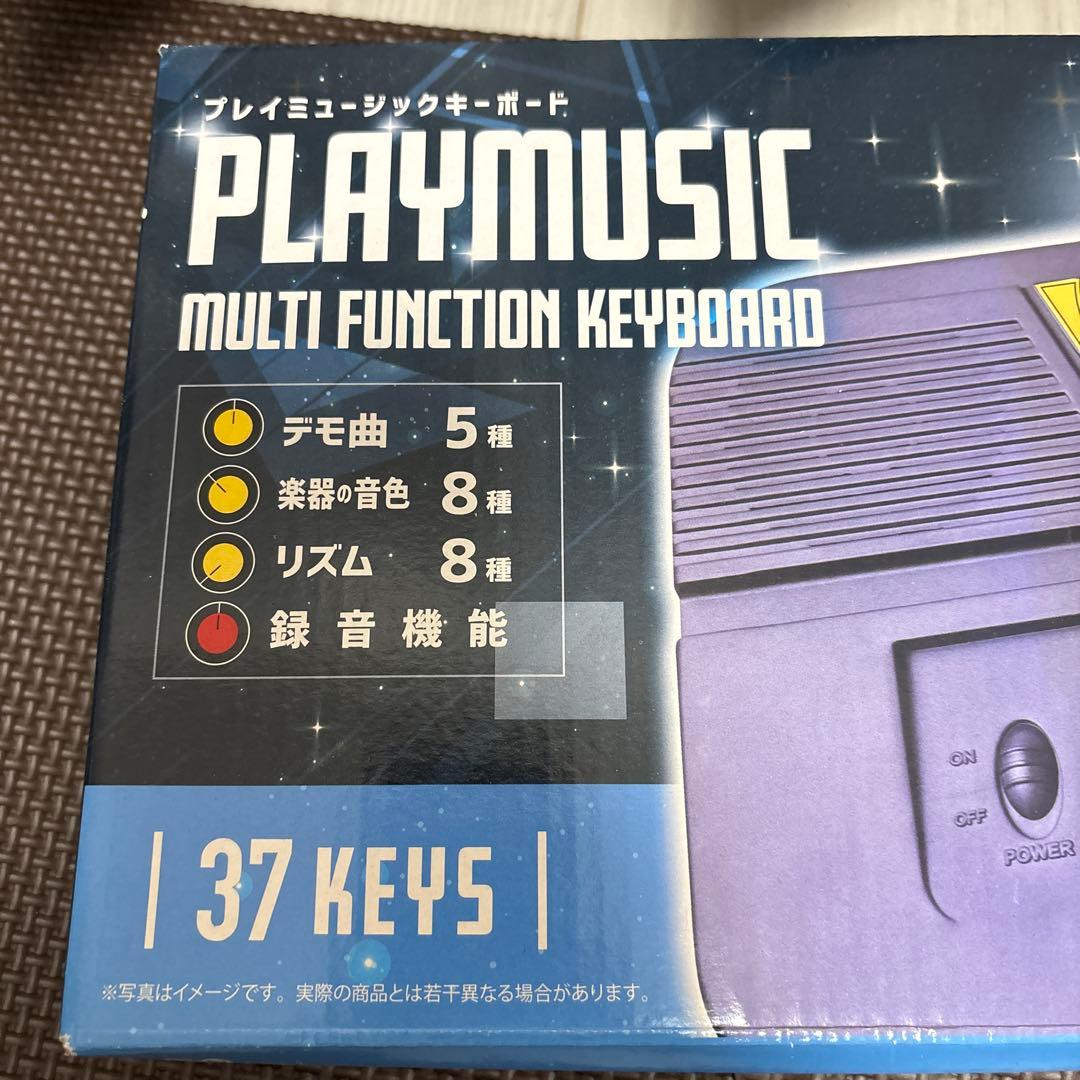 プレイミュージックキーボード
PLAYMUSIC
MULTI FUNCTION KEYBOARD
デモ曲 5種
楽器の音色 8種
リズム 8種
録音機能
ON
OFF
POWER
| 37 KEYS |
※写真はイメージです。実際の商品とは若干異なる場合があります。